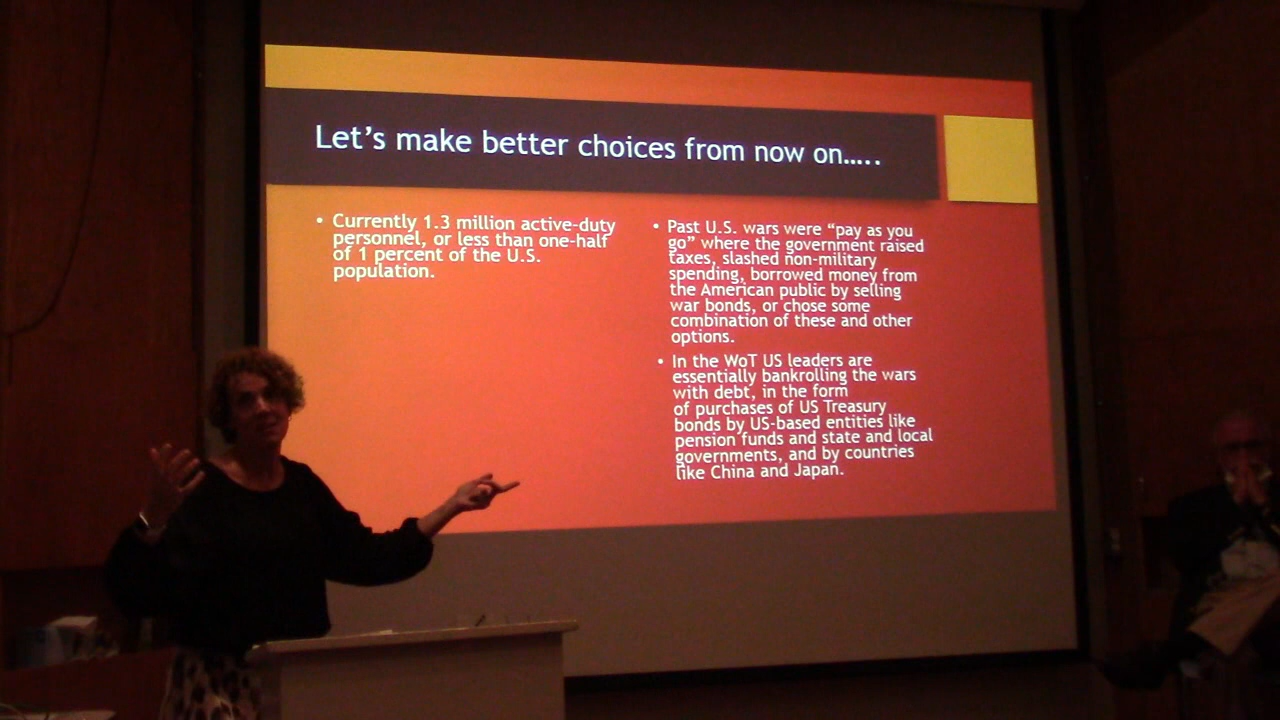 Let's make better choices from now on.....
• Currently 1.3 million active-duty
personnel, or less than one-half
of 1 percent of the U.S.
population.
• Past U.S. wars were “pay as you
go” where the government raised
taxes, slashed non-military
spending, borrowed money from
the American public by selling
war bonds, or chose some
combination of these and other
options.
• In the WoT US leaders are
essentially bankrolling the wars
with debt, in the form
of purchases of US Treasury
bonds by US-based entities like
pension funds and state and local
governments, and by countries
like China and Japan.